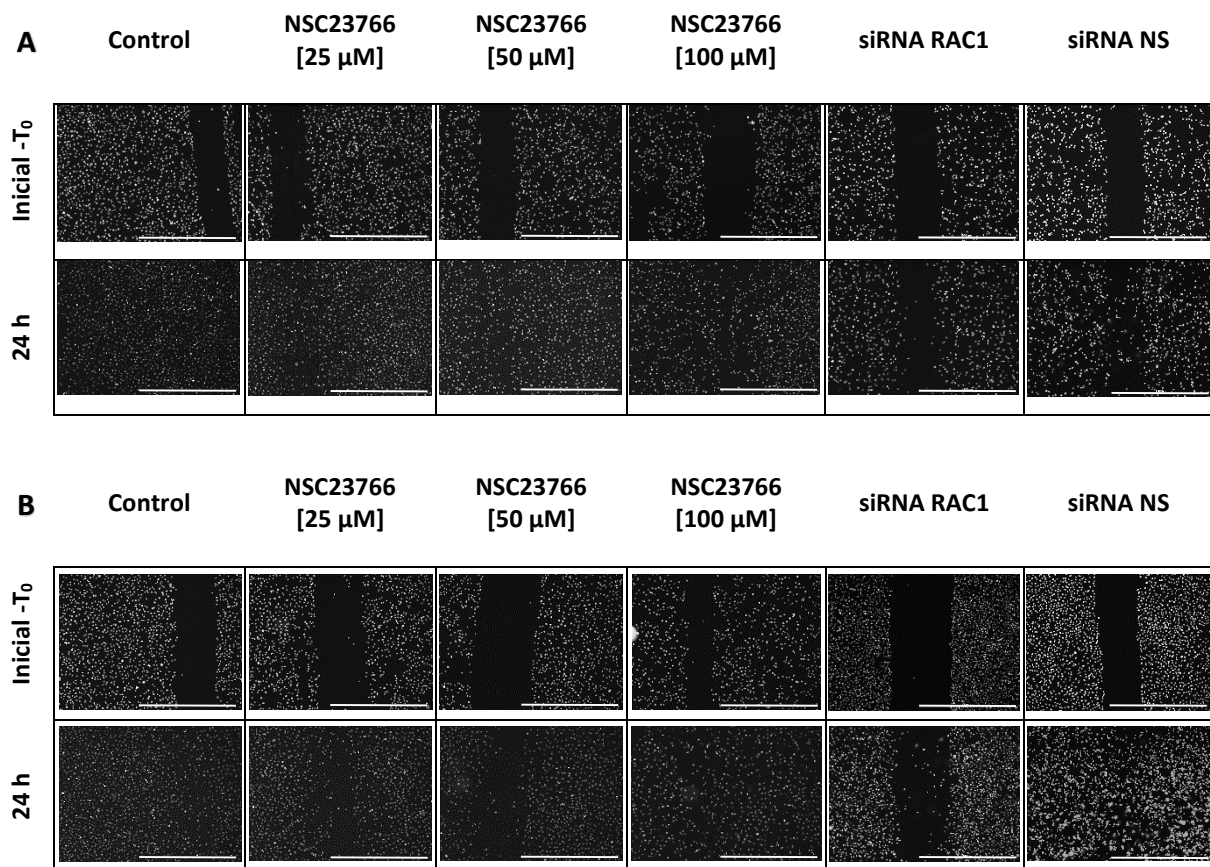 A
Control
NSC23766
[25 µM]
NSC23766
[50 µM]
NSC23766
[100 µM]
siRNA RAC1
siRNA NS
Inicial -T₀
24 h
B
Control
NSC23766
[25 µM]
NSC23766
[50 µM]
NSC23766
[100 µM]
siRNA RAC1
siRNA NS
Inicial -T₀
24 h